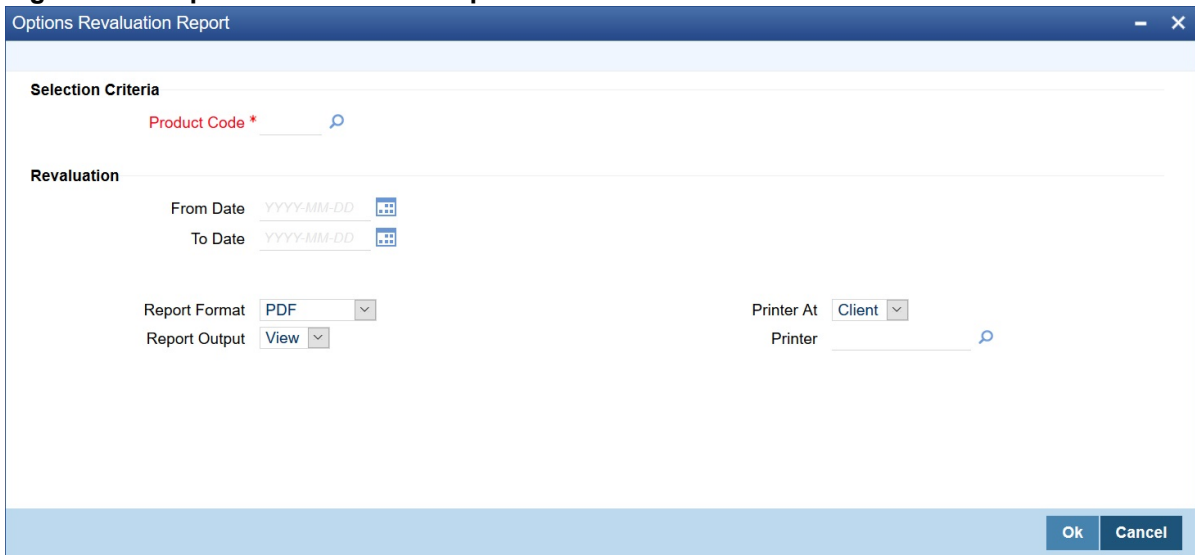 Options Revaluation Report
Selection Criteria
Product Code *
Revaluation
From Date YYYY-MM-DD
To Date YYYY-MM-DD
Report Format PDF
Printer At Client
Report Output View
Printer
Ok Cancel